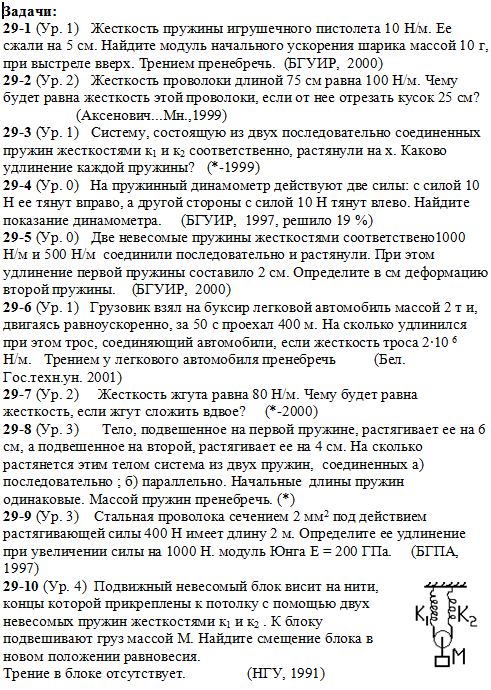 Задачи:
29-1 (Ур. 1) Жесткость пружины игрушечного пистолета 10 Н/м. Ее
сжали на 5 см. Найдите модуль начального ускорения шарика массой 10 г,
при выстреле вверх. Трением пренебречь. (БГУИР, 2000)
29-2 (Ур. 2) Жесткость проволоки длиной 75 см равна 100 Н/м. Чему
будет равна жесткость этой проволоки, если от нее отрезать кусок 25 см?
(Аксенович...Мн.,1999)
29-3 (Ур. 1) Систему, состоящую из двух последовательно соединенных
пружин жесткостями к₁ и к₂ соответственно, растянули на х. Каково
удлинение каждой пружины? (*-1999)
29-4 (Ур. 0) На пружинный динамометр действуют две силы: с силой 10
Н ее тянут вправо, а другой стороны с силой 10 Н тянут влево. Найдите
показание динамометра. (БГУИР, 1997, решило 19 %)
29-5 (Ур. 0) Две невесомые пружины жесткостями соответствено1000
Н/м и 500 Н/м соединили последовательно и растянули. При этом
удлинение первой пружины составило 2 см. Определите в см деформацию
второй пружины. (БГУИР, 2000)
29-6 (Ур. 1) Грузовик взял на буксир легковой автомобиль массой 2 т и,
двигаясь равноускоренно, за 50 с проехал 400 м. На сколько удлинился
при этом трос, соединяющий автомобили, если жесткость троса 2·10 ⁶
Н/м. Трением у легкового автомобиля пренебречь (Бел.
Гос.техн.ун. 2001)
29-7 (Ур. 2) Жесткость жгута равна 80 Н/м. Чему будет равна
жесткость, если жгут сложить вдвое? (*-2000)
29-8 (Ур. 3) Тело, подвешенное на первой пружине, растягивает ее на 6
см, а подвешенное на второй, растягивает ее на 4 см. На сколько
растянется этим телом система из двух пружин, соединенных а)
последовательно ; б) параллельно. Начальные длины пружин
одинаковые. Массой пружин пренебречь. (*)
29-9 (Ур. 3) Стальная проволока сечением 2 мм² под действием
растягивающей силы 400 Н имеет длину 2 м. Определите ее удлинение
при увеличении силы на 1000 Н. модуль Юнга E = 200 ГПа. (БГПА,
1997)
29-10 (Ур. 4) Подвижный невесомый блок висит на нити,
концы которой прикреплены к потолку с помощью двух
невесомых пружин жесткостями к₁ и к₂ . К блоку
подвешивают груз массой М. Найдите смещение блока в
новом положении равновесия.
Трение в блоке отсутствует. (НГУ, 1991)
К₁
К₂
М